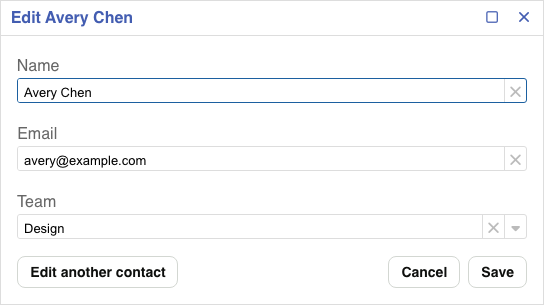 Edit Avery Chen
Name
Avery Chen
Email
avery@example.com
Team
Design
Edit another contact
Cancel
Save